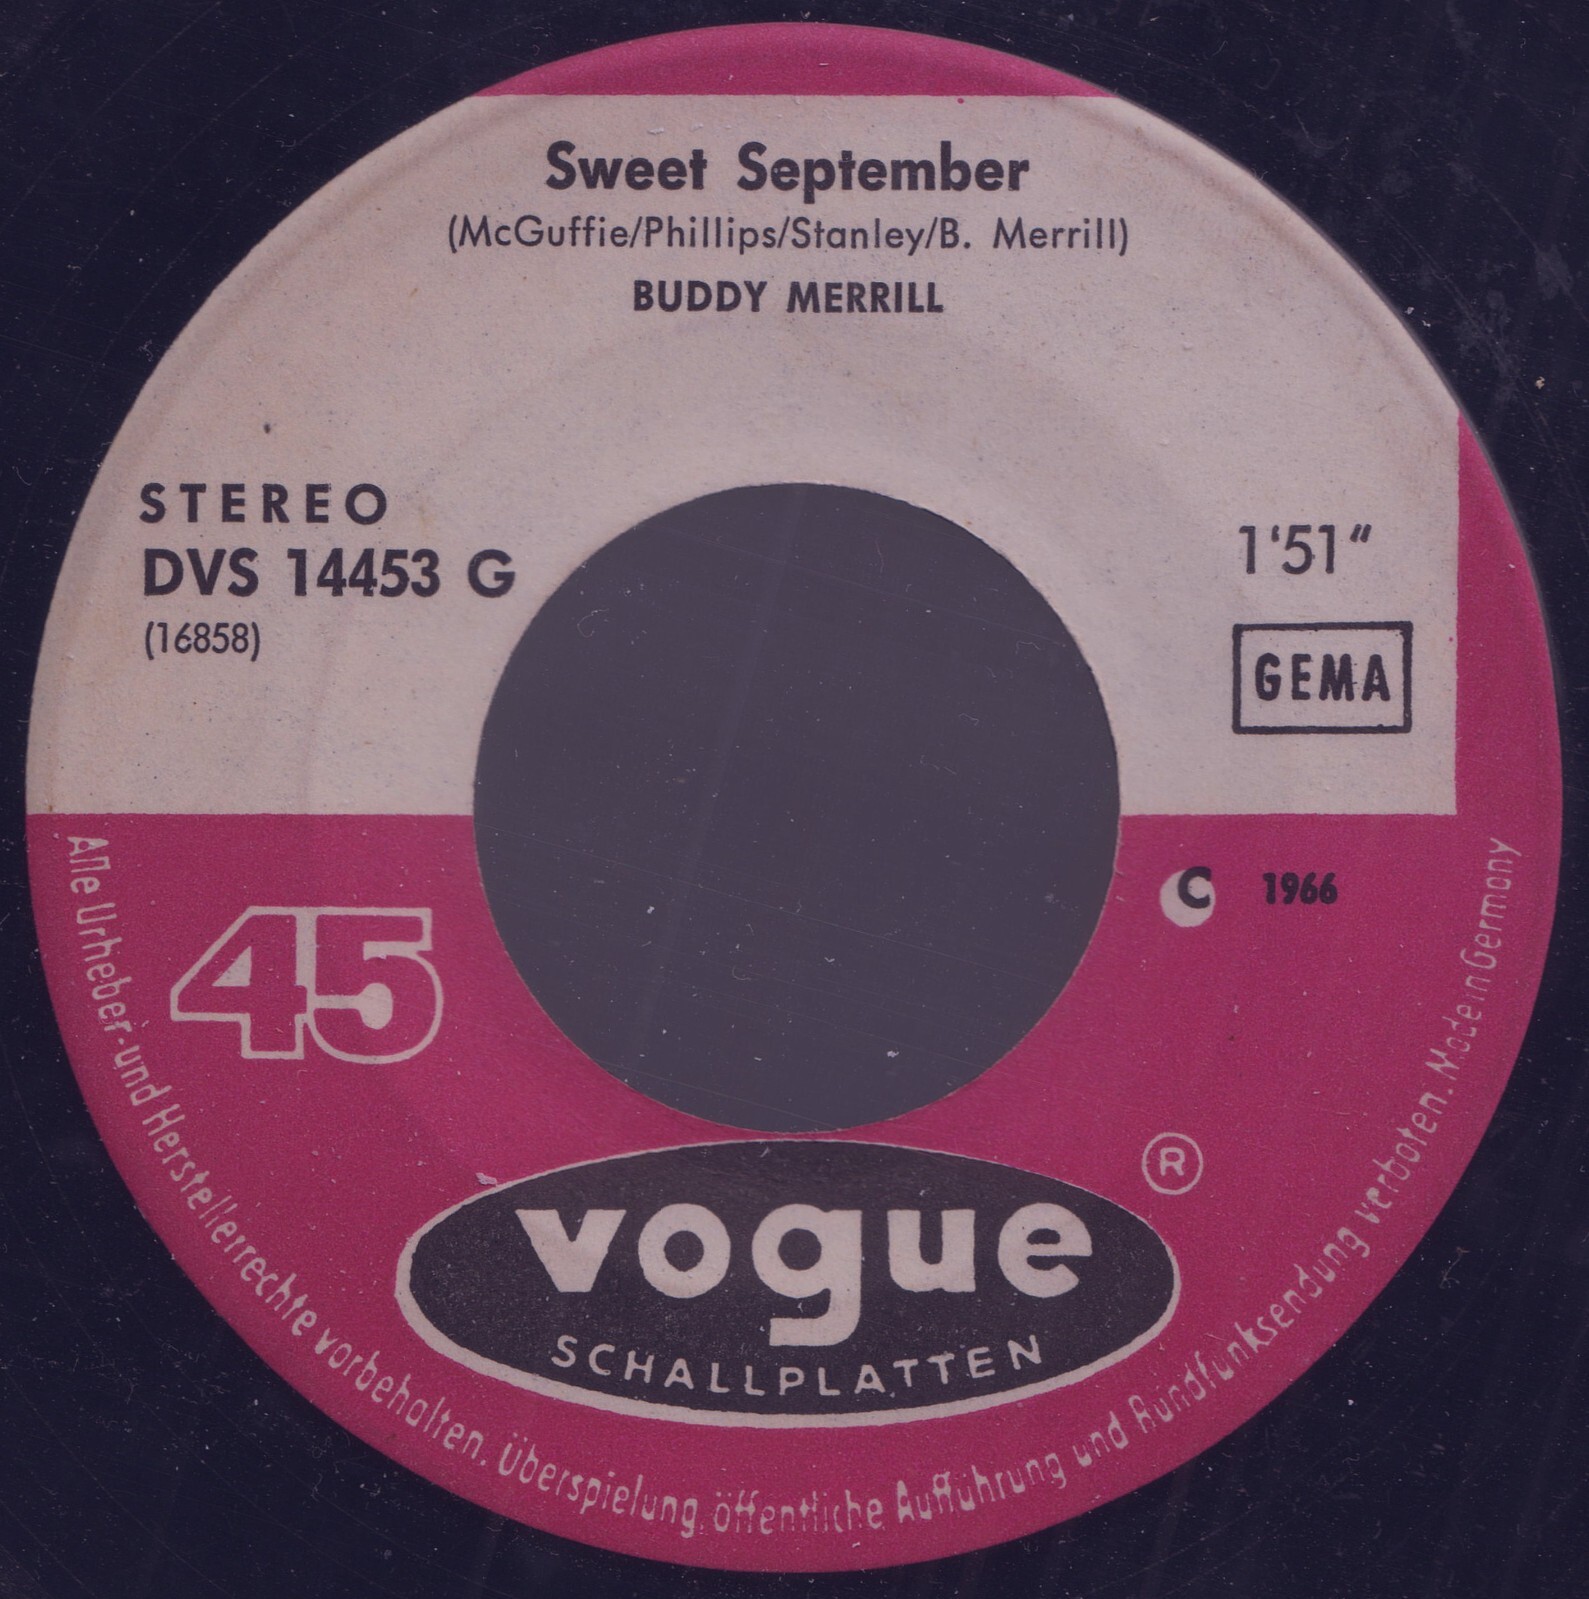 Sweet September
(McGuffie/Phillips/Stanley/B. Merrill)
BUDDY MERRILL
STEREO
DVS 14453 G
(16858)
1'51"
GEMA
C 1966
45
®
vogue
SCHALLPLATTEN
Alle Urheber-und Herstellerrechte vorbehalten. Überspielung, öffentliche Aufführung und Rundfunksendung verboten. Made in Germany